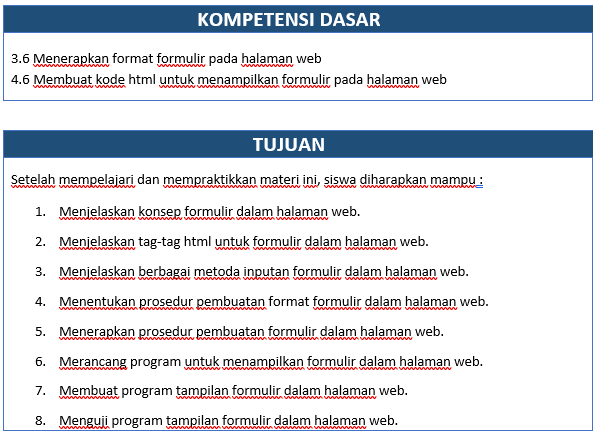 KOMPETENSI DASAR
3.6 Menerapkan format formulir pada halaman web
4.6 Membuat kode html untuk menampilkan formulir pada halaman web
TUJUAN
Setelah mempelajari dan mempraktikkan materi ini, siswa diharapkan mampu :
1. Menjelaskan konsep formulir dalam halaman web.
2. Menjelaskan tag-tag html untuk formulir dalam halaman web.
3. Menjelaskan berbagai metoda inputan formulir dalam halaman web.
4. Menentukan prosedur pembuatan format formulir dalam halaman web.
5. Menerapkan prosedur pembuatan formulir dalam halaman web.
6. Merancang program untuk menampilkan formulir dalam halaman web.
7. Membuat program tampilan formulir dalam halaman web.
8. Menguji program tampilan formulir dalam halaman web.